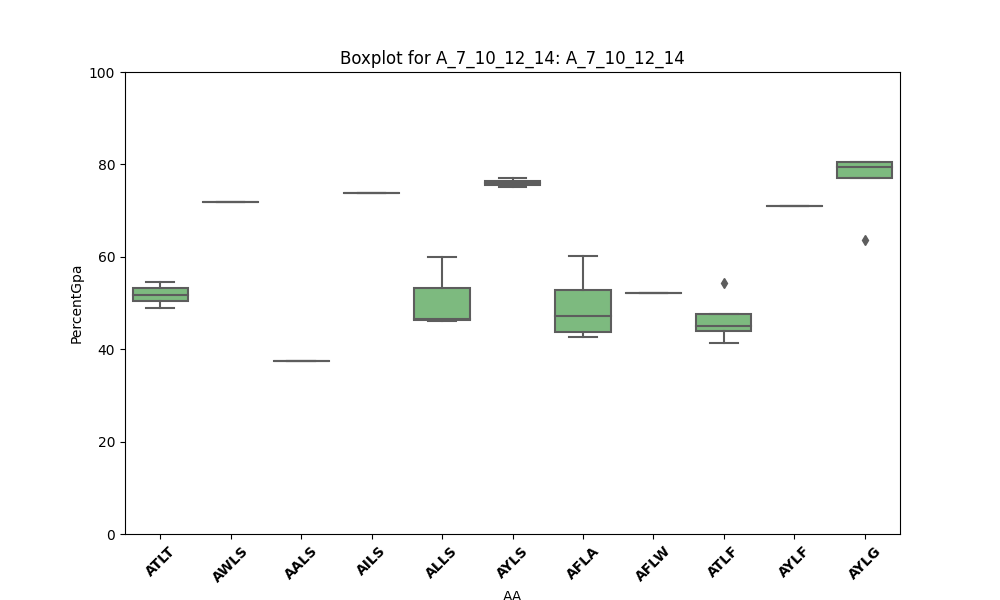 Boxplot for A_7_10_12_14: A_7_10_12_14
100
80
60
40
20
0
PercentGpa
ATLT
AWLS
AALS
AILS
ALLS
AYLS
AFLA
AFLW
ATLF
AYLF
AYLG
AA